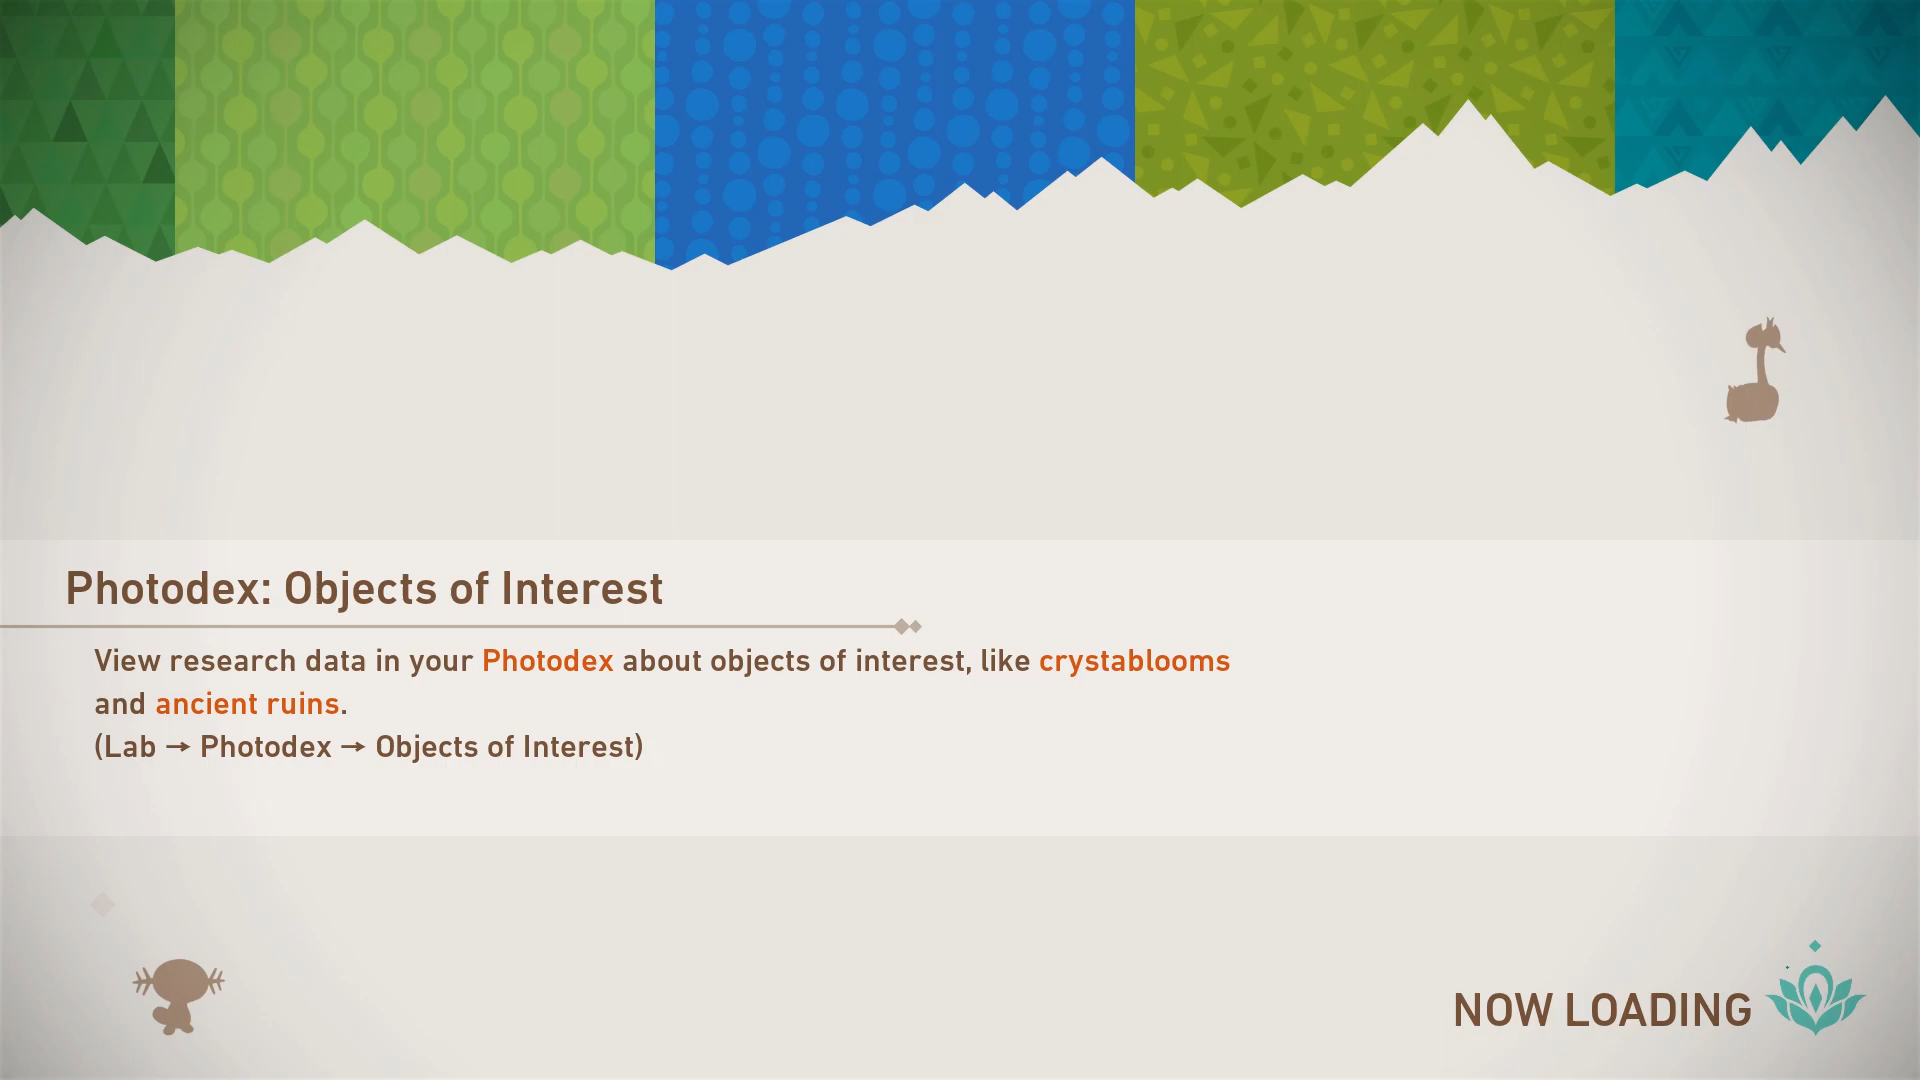 Photodex: Objects of Interest
View research data in your Photodex about objects of interest, like crystablooms
and ancient ruins.
(Lab → Photodex → Objects of Interest)
NOW LOADING